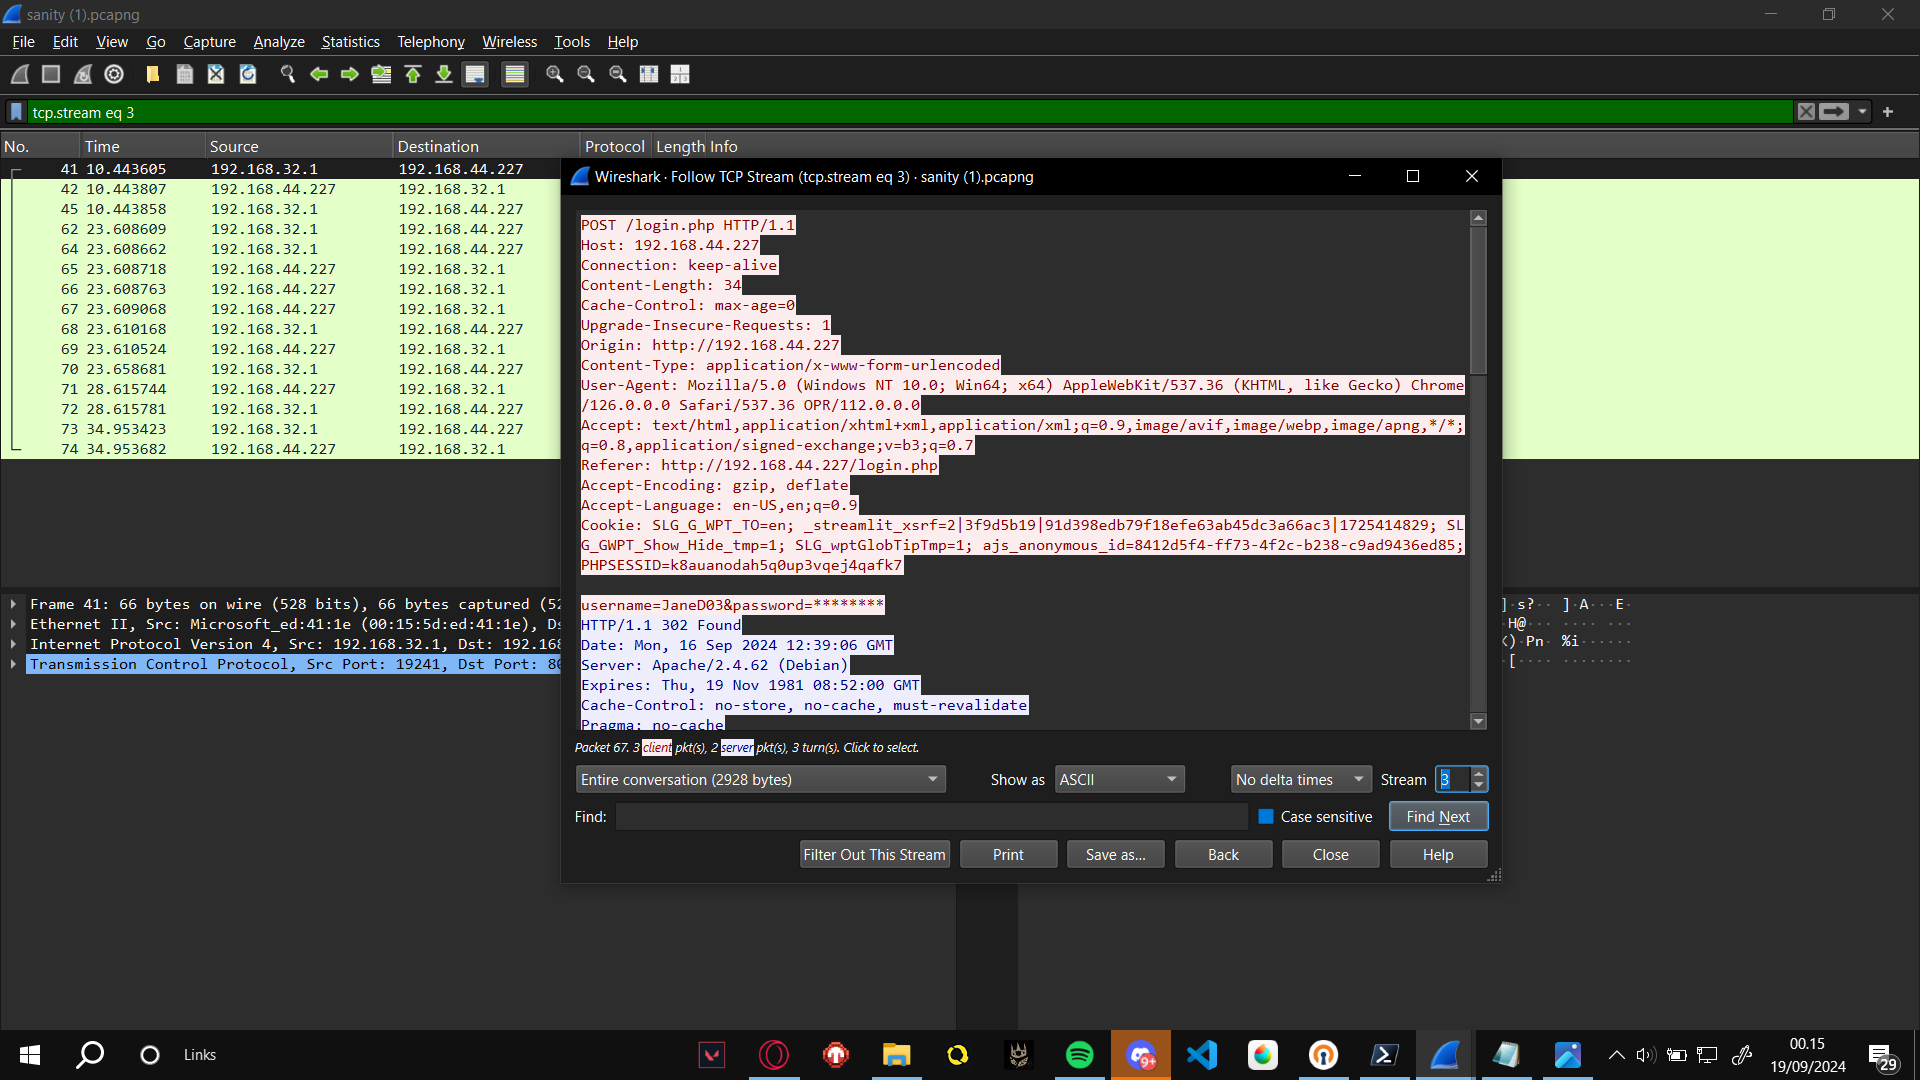 sanity (1).pcapng
File Edit View Go Capture Analyze Statistics Telephony Wireless Tools Help
tcp.stream eq 3
No. Time Source Destination Protocol Length Info
41 10.443605 192.168.32.1 192.168.44.227
42 10.443807 192.168.44.227 192.168.32.1
45 10.443858 192.168.32.1 192.168.44.227
62 23.608609 192.168.32.1 192.168.44.227
64 23.608662 192.168.32.1 192.168.44.227
65 23.608718 192.168.44.227 192.168.32.1
66 23.608763 192.168.44.227 192.168.32.1
67 23.609068 192.168.44.227 192.168.32.1
68 23.610168 192.168.32.1 192.168.44.227
69 23.610524 192.168.44.227 192.168.32.1
70 23.658681 192.168.32.1 192.168.44.227
71 28.615744 192.168.44.227 192.168.32.1
72 28.615781 192.168.32.1 192.168.44.227
73 34.953423 192.168.32.1 192.168.44.227
74 34.953682 192.168.44.227 192.168.32.1
Wireshark · Follow TCP Stream (tcp.stream eq 3) · sanity (1).pcapng
POST /login.php HTTP/1.1
Host: 192.168.44.227
Connection: keep-alive
Content-Length: 34
Cache-Control: max-age=0
Upgrade-Insecure-Requests: 1
Origin: http://192.168.44.227
Content-Type: application/x-www-form-urlencoded
User-Agent: Mozilla/5.0 (Windows NT 10.0; Win64; x64) AppleWebKit/537.36 (KHTML, like Gecko) Chrome
/126.0.0.0 Safari/537.36 OPR/112.0.0.0
Accept: text/html,application/xhtml+xml,application/xml;q=0.9,image/avif,image/webp,image/apng,*/*;
q=0.8,application/signed-exchange;v=b3;q=0.7
Referer: http://192.168.44.227/login.php
Accept-Encoding: gzip, deflate
Accept-Language: en-US,en;q=0.9
Cookie: SLG_G_WPT_TO=en; _streamlit_xsrf=2|3f9d5b19|91d398edb79f18efe63ab45dc3a66ac3|1725414829; SL
G_GWPT_Show_Hide_tmp=1; SLG_wptGlobTipTmp=1; ajs_anonymous_id=8412d5f4-ff73-4f2c-b238-c9ad9436ed85;
PHPSESSID=k8auanodah5q0up3vqej4qafk7
username=JaneD03&password=********
HTTP/1.1 302 Found
Date: Mon, 16 Sep 2024 12:39:06 GMT
Server: Apache/2.4.62 (Debian)
Expires: Thu, 19 Nov 1981 08:52:00 GMT
Cache-Control: no-store, no-cache, must-revalidate
Pragma: no-cache
Packet 67. 3 client pkt(s), 2 server pkt(s), 3 turn(s). Click to select.
Entire conversation (2928 bytes) Show as ASCII No delta times Stream 3
Find: Case sensitive Find Next
Filter Out This Stream Print Save as... Back Close Help
Frame 41: 66 bytes on wire (528 bits), 66 bytes captured (52
Ethernet II, Src: Microsoft_ed:41:1e (00:15:5d:ed:41:1e), Ds
Internet Protocol Version 4, Src: 192.168.32.1, Dst: 192.168
Transmission Control Protocol, Src Port: 19241, Dst Port: 80
] · s? · · ] · A · · · E ·
· H@ · · · · · · · · ·
) · Pn · %i · · · · · ·
· [ · · · · · · · · · · · ·
Links
9+
00.15
19/09/2024
29